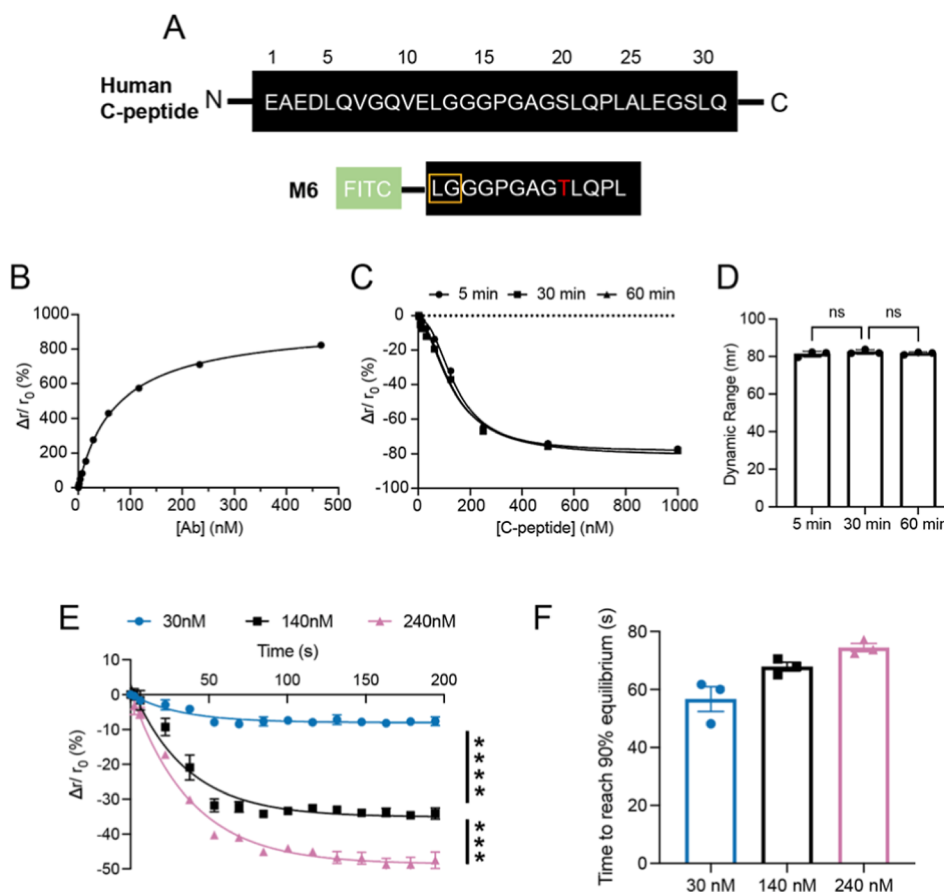 A
1 5 10 12 15 20 25 30
Human
C-peptide
N
EAEDLQVGQVELGGGPGAGSLQPLALEGSLQ
C
M6
FITC
LGGGPGAGTLQPL
B
Δr/ r0 (%)
1000
800
600
400
200
0
0 100 200 300 400 500
[Ab] (nM)
C
5 min 30 min 60 min
Δr/ r0 (%)
0
-20
-40
-60
-80
-100
0 200 400 600 800 1000
[C-peptide] (nM)
D
Dynamic Range (mr)
ns ns
100
80
60
40
20
0
5 min 30 min 60 min
E
30nM 140nM 240nM
Time (s)
Δr/ r0 (%)
50 100 150 200
10
0
-10
-20
-30
-40
-50
****
***
F
Time to reach 90% equilibrium (s)
80
60
40
20
0
30 nM 140 nM 240 nM